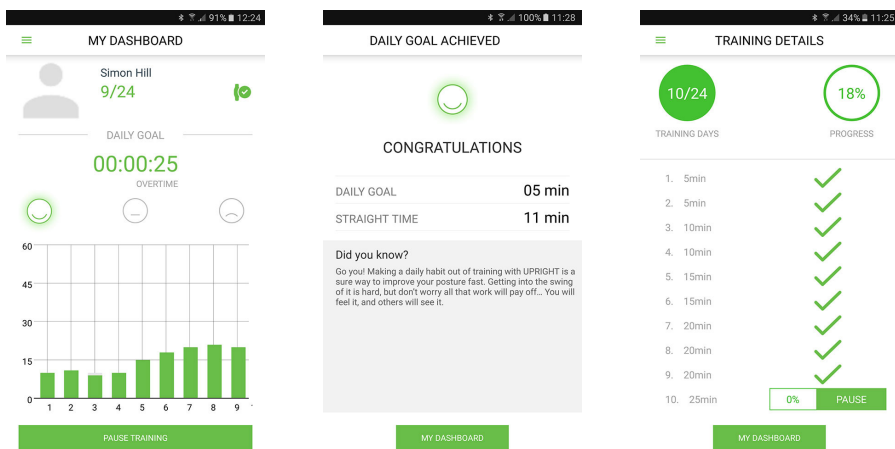 91% 12:24
MY DASHBOARD
Simon Hill
9/24
DAILY GOAL
00:00:25
OVERTIME
60
45
30
15
0
1 2 3 4 5 6 7 8 9
PAUSE TRAINING
100% 11:28
DAILY GOAL ACHIEVED
CONGRATULATIONS
DAILY GOAL 05 min
STRAIGHT TIME 11 min
Did you know?
Go you! Making a daily habit out of training with UPRIGHT is a
sure way to improve your posture fast. Getting into the swing
of it is hard, but don't worry all that work will pay off... You will
feel it, and others will see it.
MY DASHBOARD
34% 11:25
TRAINING DETAILS
10/24 18%
TRAINING DAYS PROGRESS
1. 5min
2. 5min
3. 10min
4. 10min
5. 15min
6. 15min
7. 20min
8. 20min
9. 20min
10. 25min 0% PAUSE
MY DASHBOARD